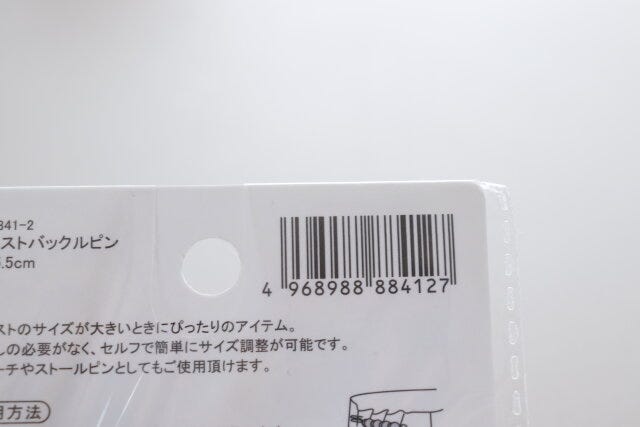 841-2
ストバックルピン
.5cm
4 968988 884127
ストのサイズが大きいときにぴったりのアイテム。
しの必要がなく、セルフで簡単にサイズ調整が可能です。
ーチやストールピンとしてもご使用頂けます。
用方法